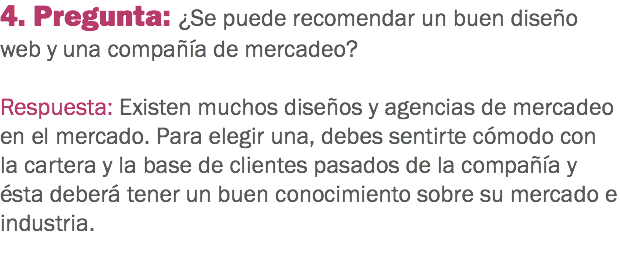 4. Pregunta: ¿Se puede recomendar un buen diseño
web y una compañía de mercadeo?
Respuesta: Existen muchos diseños y agencias de mercadeo
en el mercado. Para elegir una, debes sentirte cómodo con
la cartera y la base de clientes pasados de la compañía y
ésta deberá tener un buen conocimiento sobre su mercado e
industria.